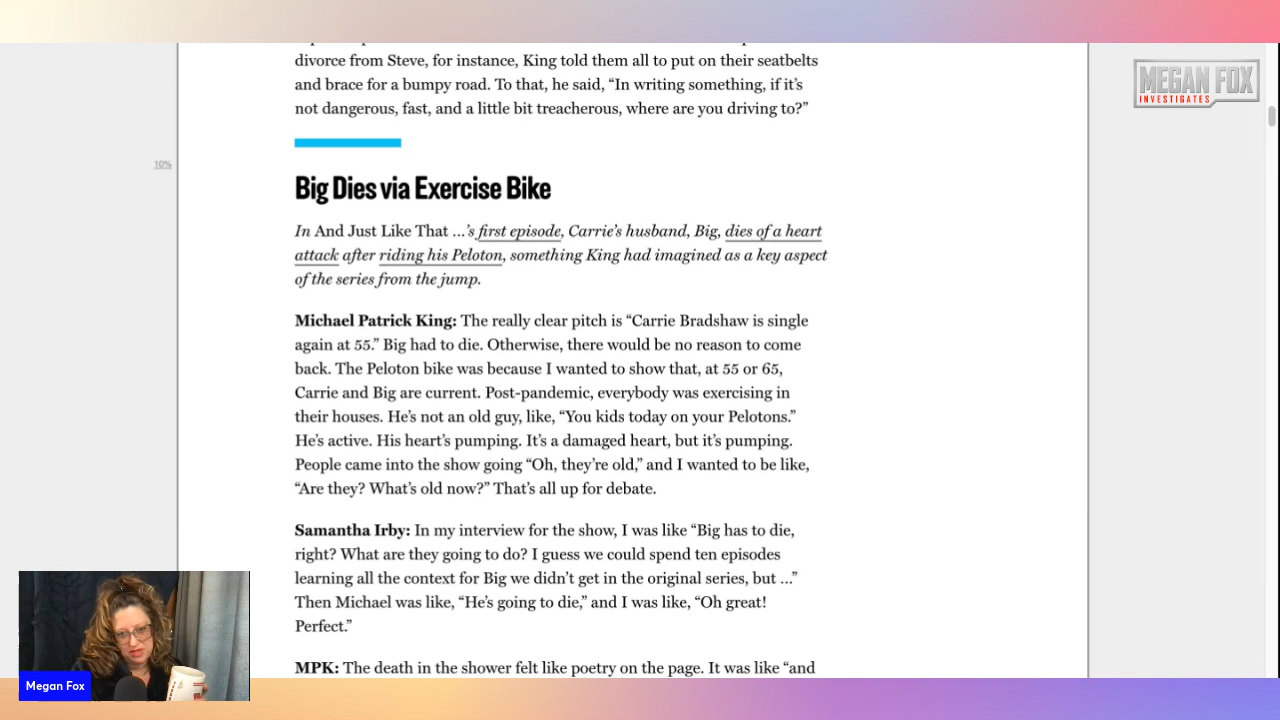 divorce from Steve, for instance, King told them all to put on their seatbelts
and brace for a bumpy road. To that, he said, “In writing something, if it’s
not dangerous, fast, and a little bit treacherous, where are you driving to?”
MEGAN FOX
INVESTIGATES
10%
Big Dies via Exercise Bike
In And Just Like That …’s first episode, Carrie’s husband, Big, dies of a heart
attack after riding his Peloton, something King had imagined as a key aspect
of the series from the jump.
Michael Patrick King: The really clear pitch is “Carrie Bradshaw is single
again at 55.” Big had to die. Otherwise, there would be no reason to come
back. The Peloton bike was because I wanted to show that, at 55 or 65,
Carrie and Big are current. Post-pandemic, everybody was exercising in
their houses. He’s not an old guy, like, “You kids today on your Pelotons.”
He’s active. His heart’s pumping. It’s a damaged heart, but it’s pumping.
People came into the show going “Oh, they’re old,” and I wanted to be like,
“Are they? What’s old now?” That’s all up for debate.
Samantha Irby: In my interview for the show, I was like “Big has to die,
right? What are they going to do? I guess we could spend ten episodes
learning all the context for Big we didn’t get in the original series, but …”
Then Michael was like, “He’s going to die,” and I was like, “Oh great!
Perfect.”
MPK: The death in the shower felt like poetry on the page. It was like “and
Megan Fox